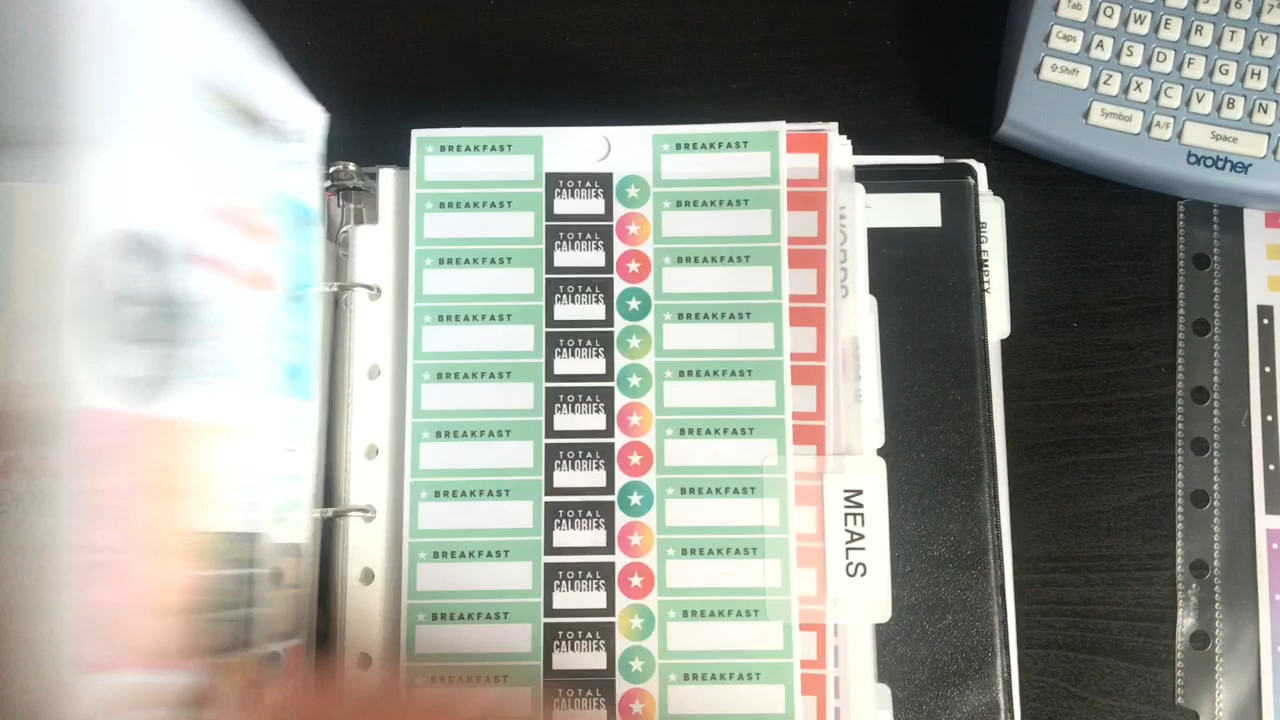 Tab Q W E R T Y
Caps A S D F G H
Shift Z X C V B N
Symbol A/F Space
brother
BREAKFAST BREAKFAST
TOTAL
CALORIES
BREAKFAST BREAKFAST
TOTAL
CALORIES
BREAKFAST BREAKFAST
TOTAL
CALORIES
BREAKFAST BREAKFAST
TOTAL
CALORIES
BREAKFAST BREAKFAST
TOTAL
CALORIES
BREAKFAST BREAKFAST
TOTAL
CALORIES
BREAKFAST BREAKFAST
TOTAL
CALORIES
BREAKFAST BREAKFAST
TOTAL
CALORIES
BREAKFAST BREAKFAST
TOTAL
CALORIES
BREAKFAST BREAKFAST
TOTAL
CALORIES
WORDS
BIG EMPTY
MEALS